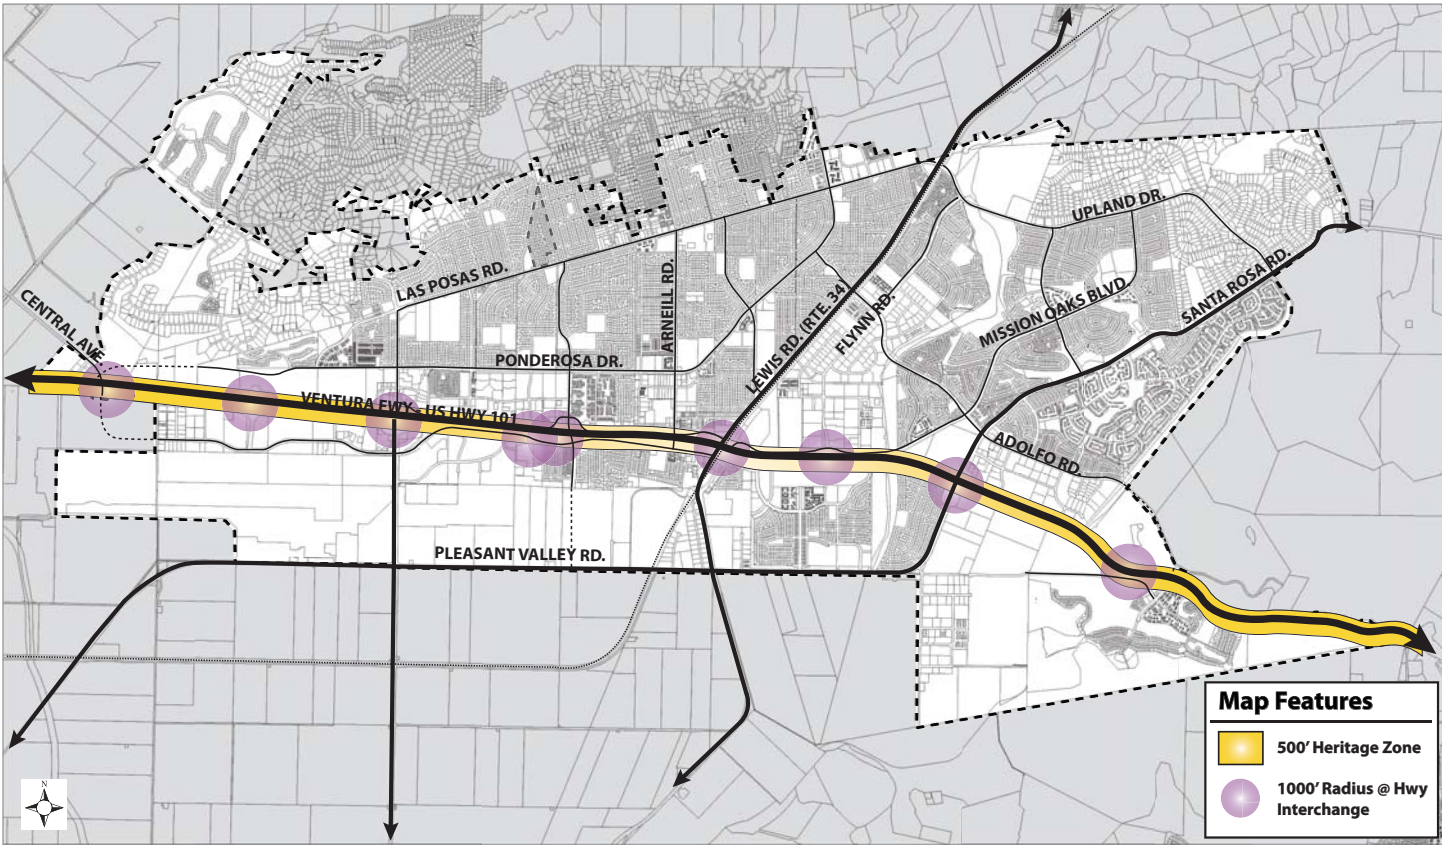 UPLAND DR.
LAS POSAS RD.
ARNEILL RD.
SANTA ROSA RD.
CENTRAL AVE
LEWIS RD. (RTE. 34)
FLYNN RD.
MISSION OAKS BLVD
PONDEROSA DR.
VENTURA FWY - US HWY 101
ADOLFO RD.
PLEASANT VALLEY RD.
Map Features
500' Heritage Zone
1000' Radius @ Hwy
Interchange
N